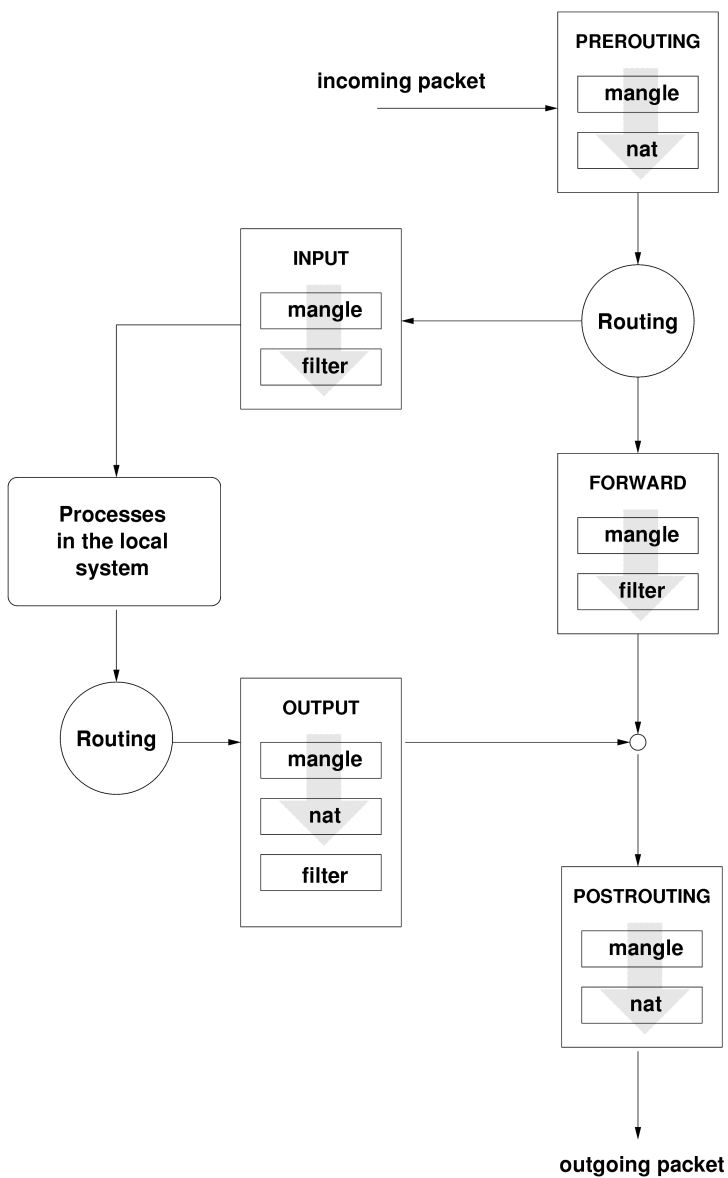 PREROUTING
incoming packet
mangle
nat
INPUT
mangle
filter
Routing
FORWARD
mangle
filter
Processes
in the local
system
Routing
OUTPUT
mangle
nat
filter
POSTROUTING
mangle
nat
outgoing packet